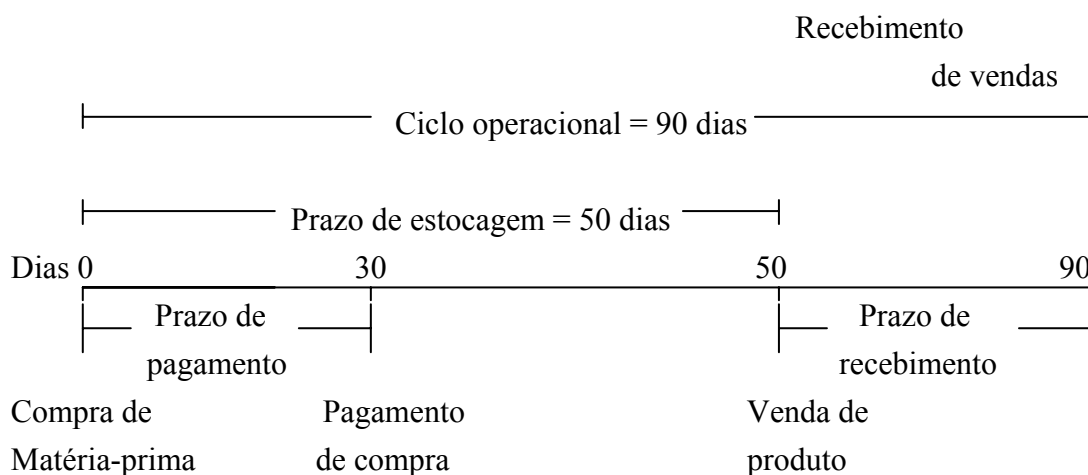 Recebimento
de vendas
Ciclo operacional = 90 dias
Prazo de estocagem = 50 dias
Dias 0 30 50 90
Prazo de Prazo de
pagamento recebimento
Compra de Pagamento Venda de
Matéria-prima de compra produto